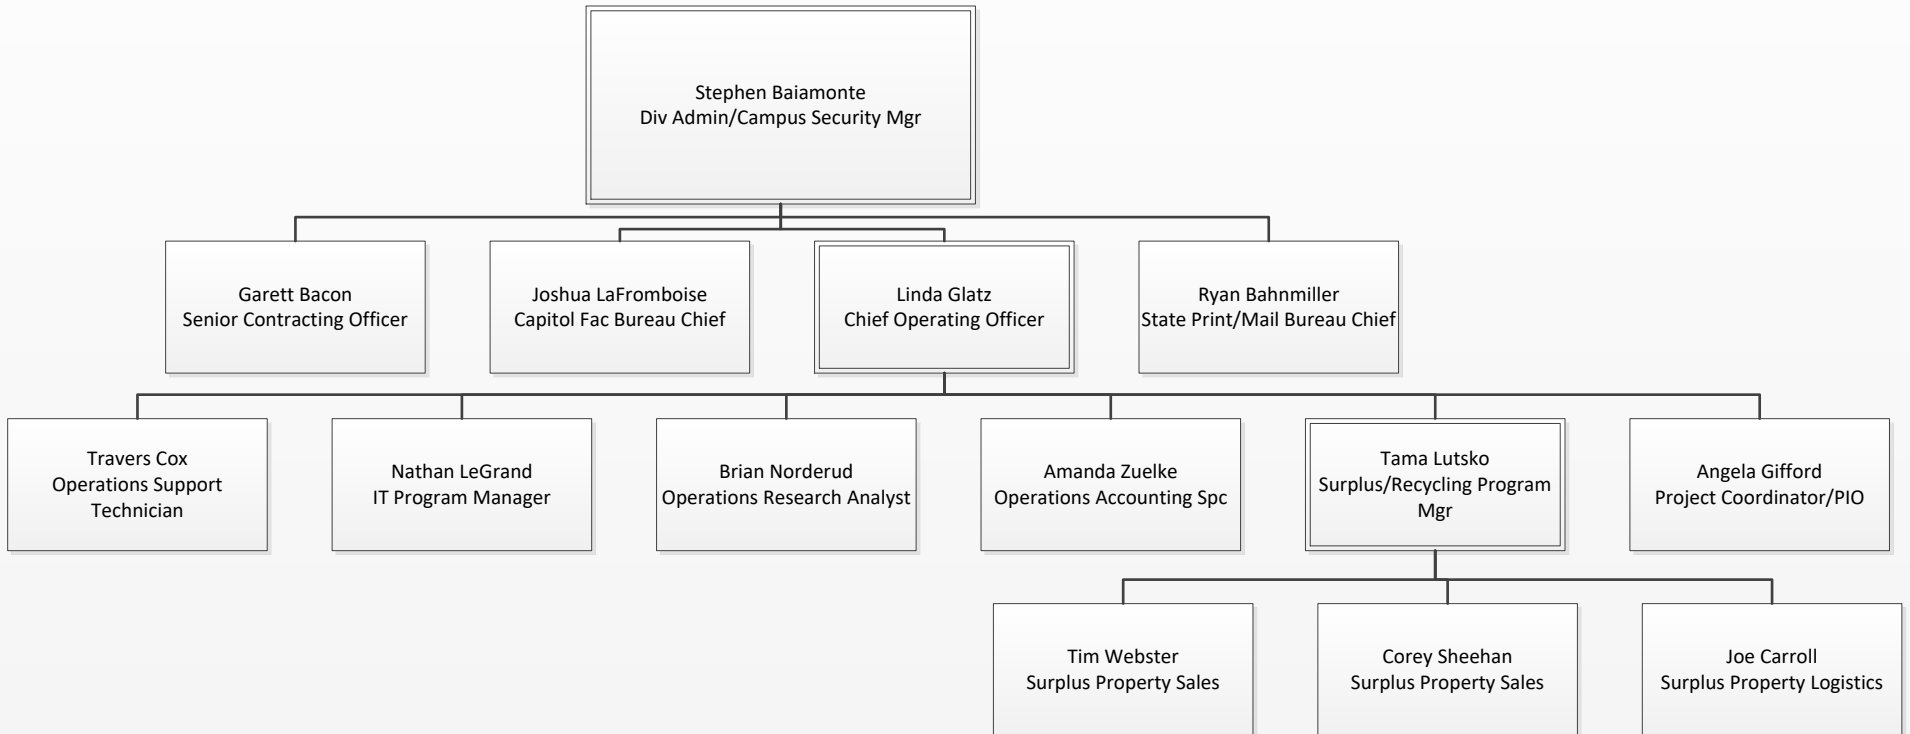 Stephen Baiamonte
Div Admin/Campus Security Mgr
Garett Bacon
Senior Contracting Officer
Joshua LaFromboise
Capitol Fac Bureau Chief
Linda Glatz
Chief Operating Officer
Ryan Bahnmiller
State Print/Mail Bureau Chief
Travers Cox
Operations Support
Technician
Nathan LeGrand
IT Program Manager
Brian Norderud
Operations Research Analyst
Amanda Zuelke
Operations Accounting Spc
Tama Lutsko
Surplus/Recycling Program
Mgr
Angela Gifford
Project Coordinator/PIO
Tim Webster
Surplus Property Sales
Corey Sheehan
Surplus Property Sales
Joe Carroll
Surplus Property Logistics